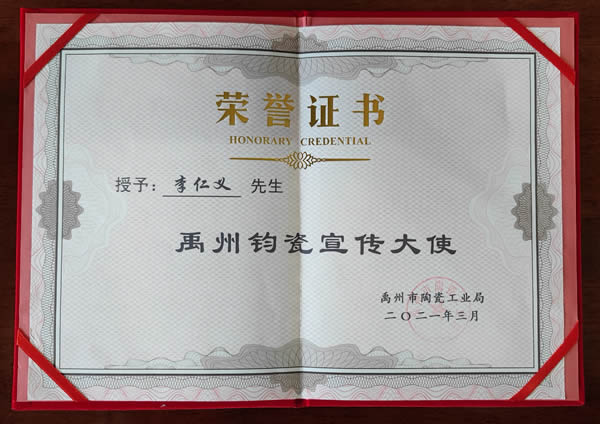 荣誉证书
HONORARY CREDENTIAL
授予：李仁义 先生
禹州钧瓷宣传大使
禹州市陶瓷工业局
二〇二一年三月